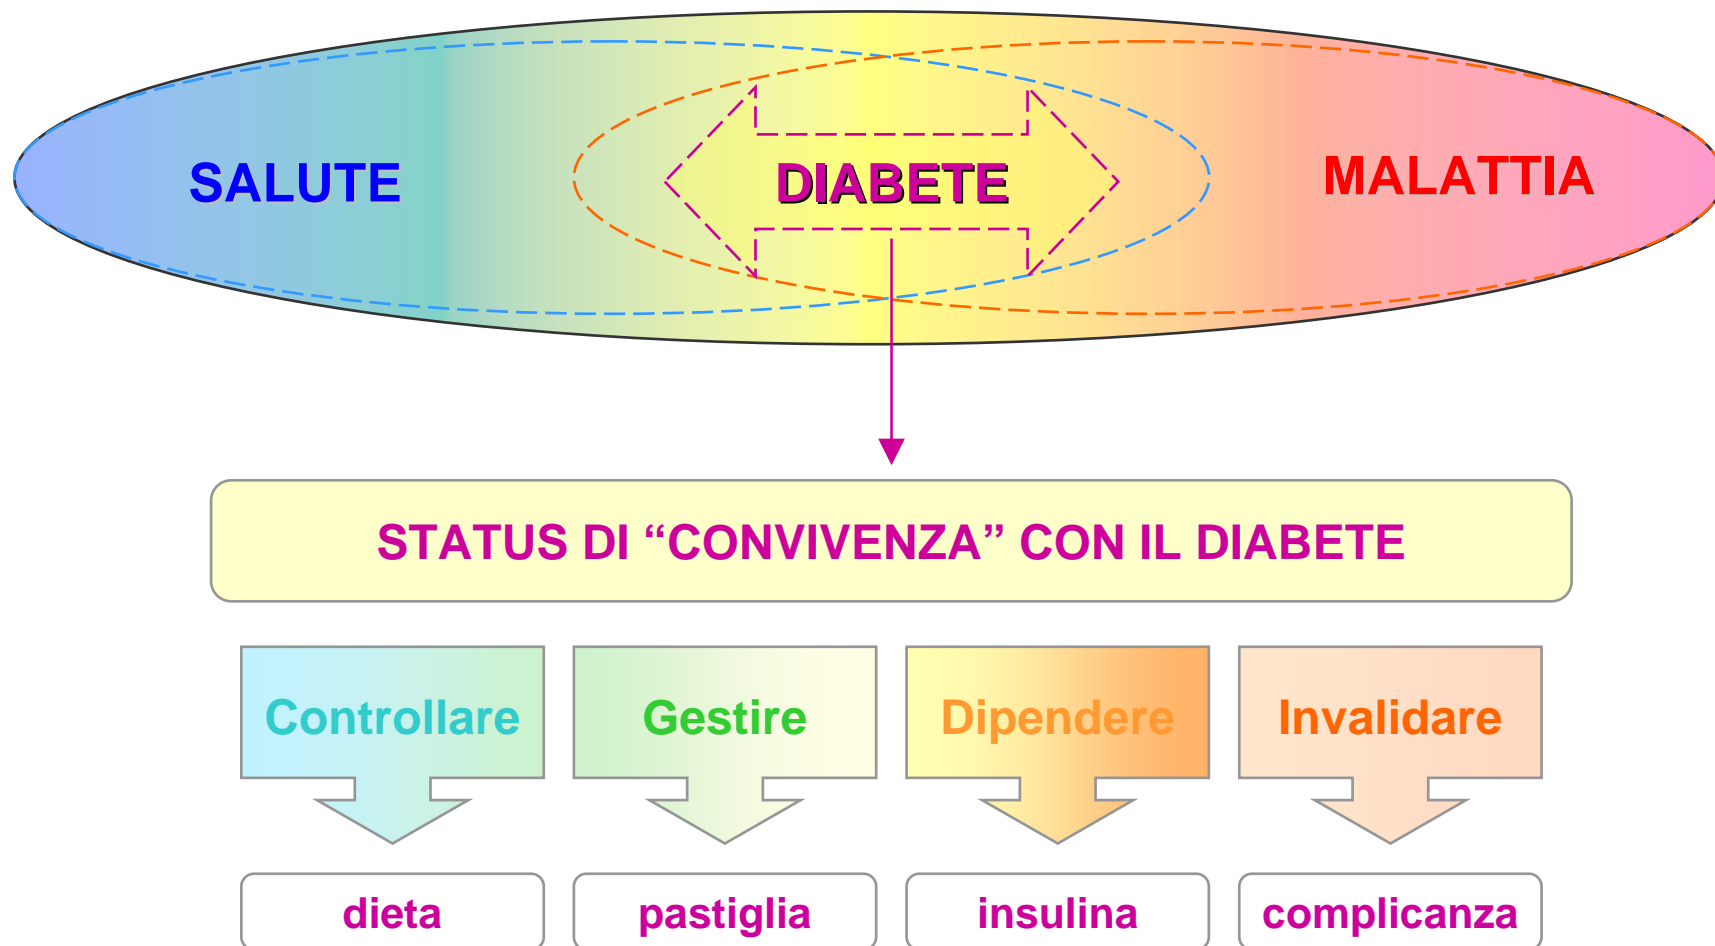 SALUTE
DIABETE
MALATTIA
STATUS DI “CONVIVENZA” CON IL DIABETE
Controllare
Gestire
Dipendere
Invalidare
dieta
pastiglia
insulina
complicanza